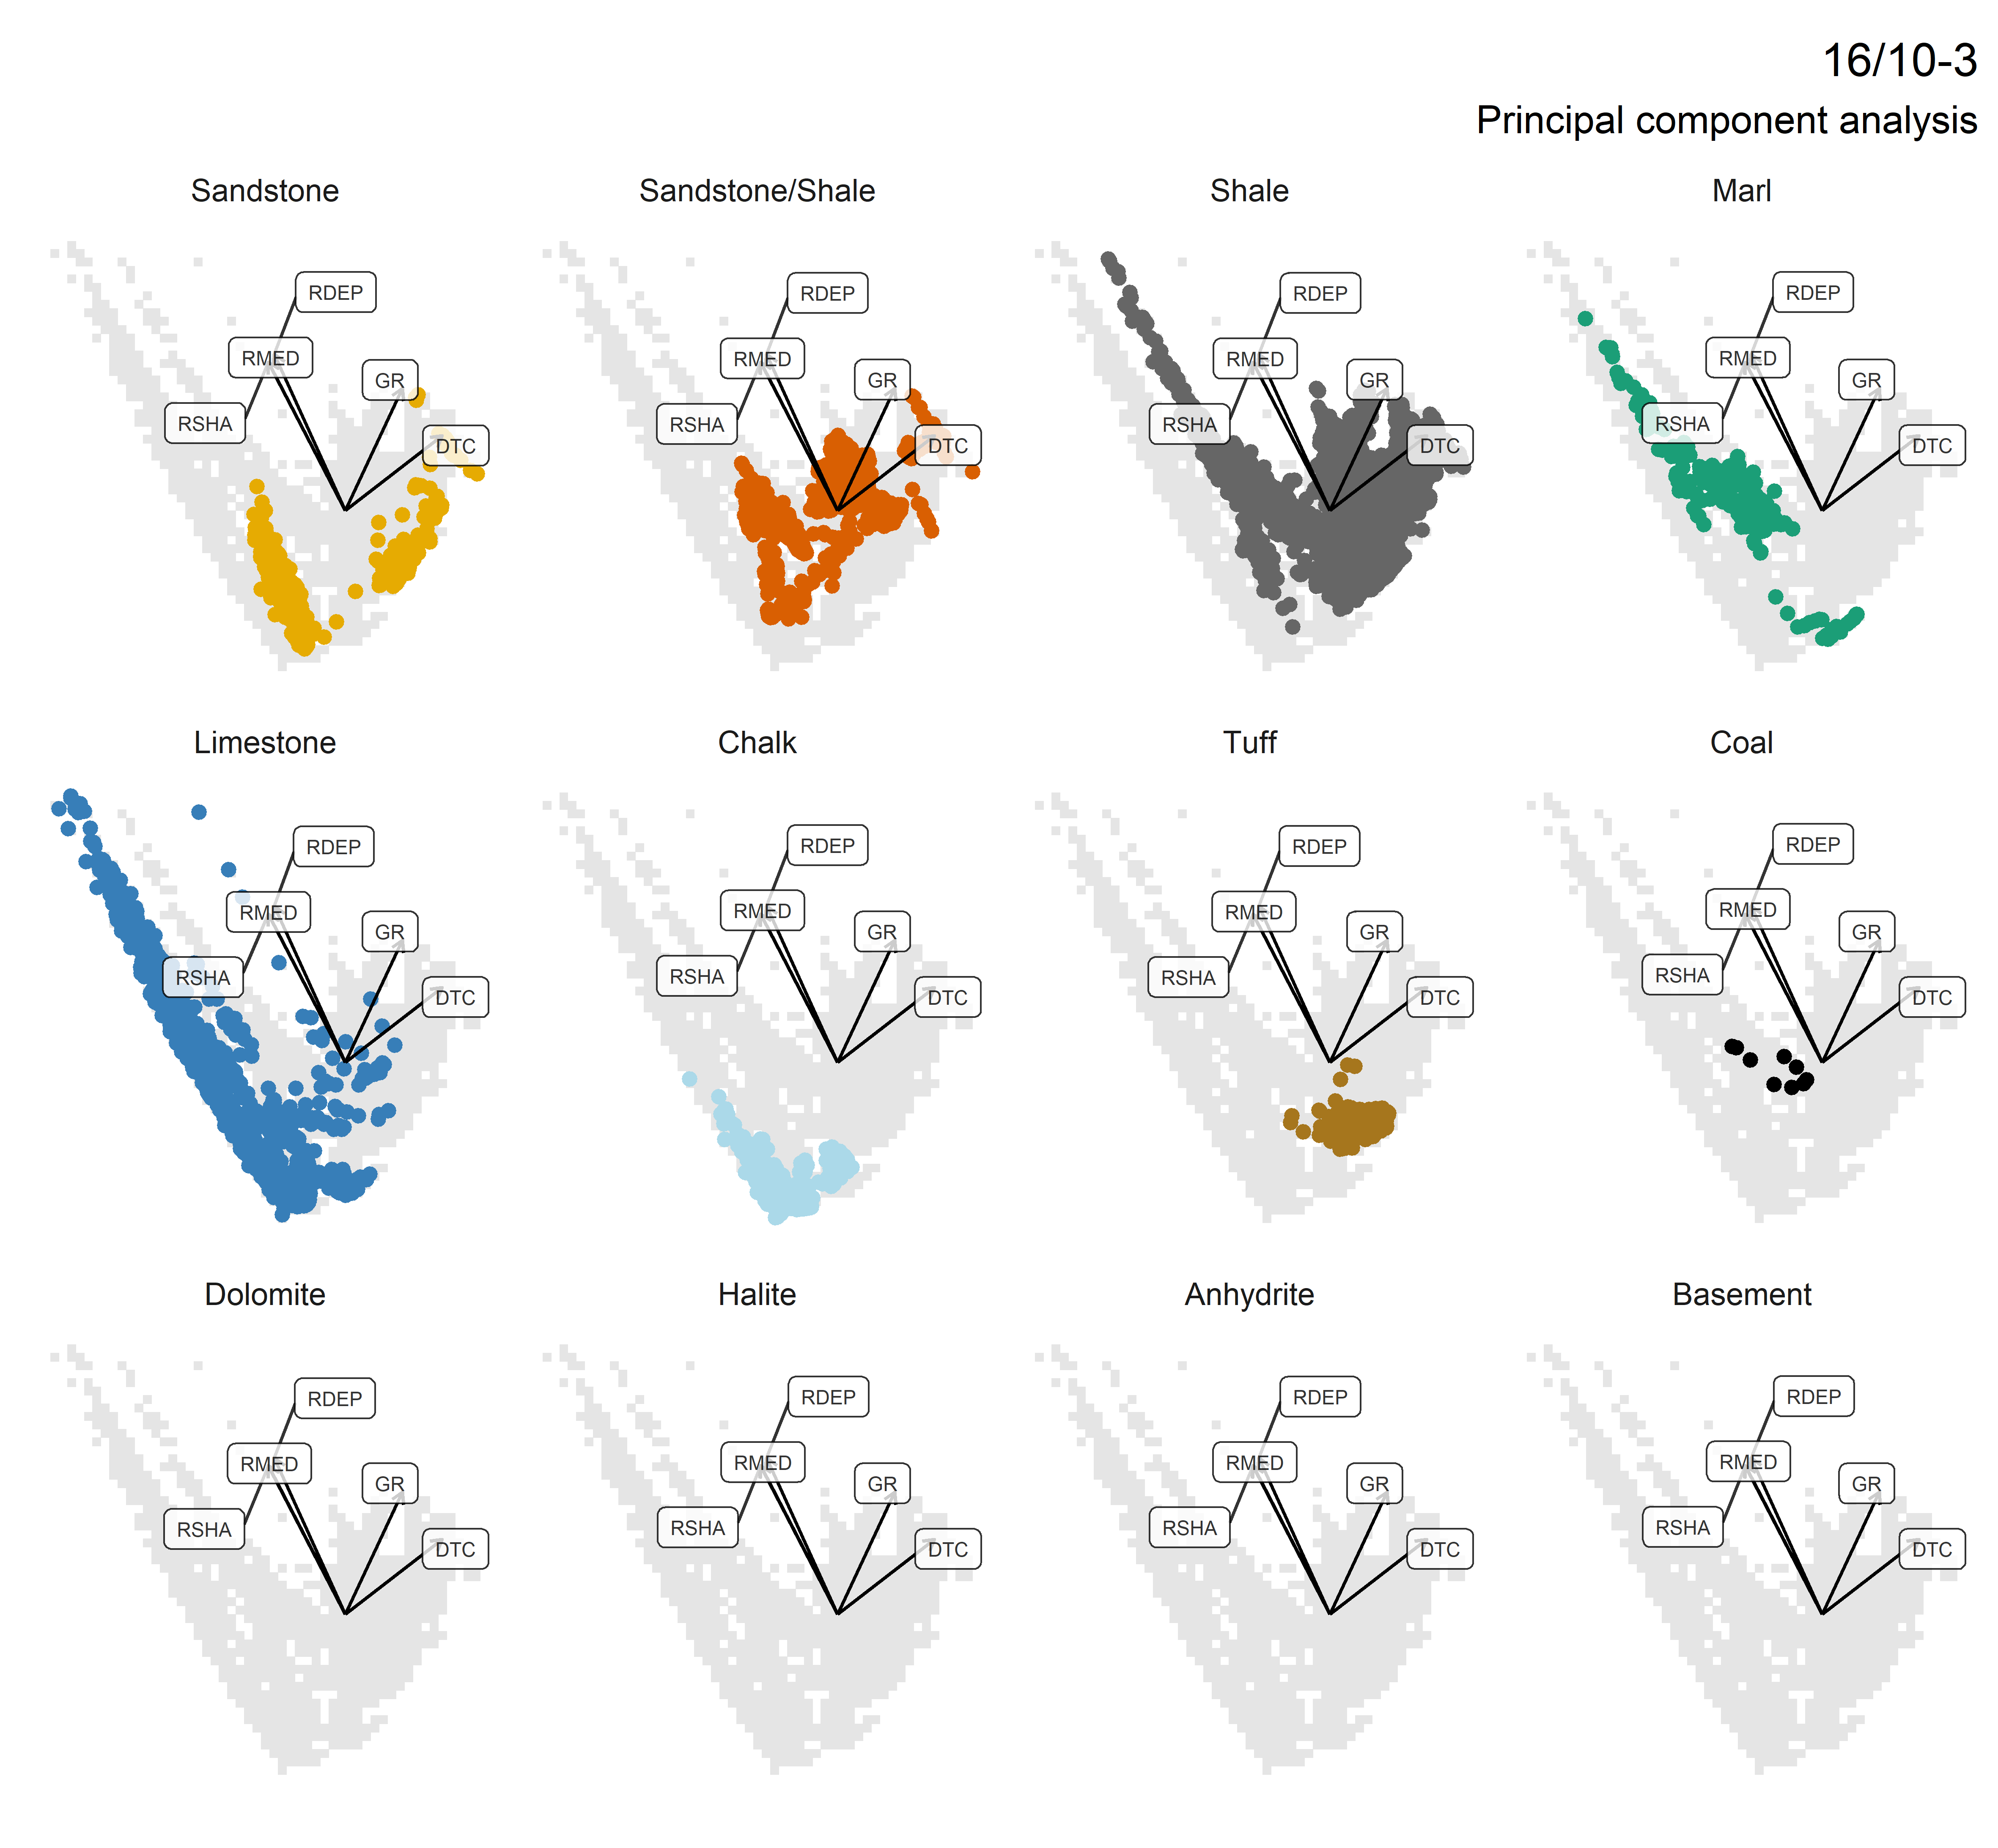 16/10-3
Principal component analysis
Sandstone
Sandstone/Shale
Shale
Marl
RDEP
RMED
GR
RSHA
DTC
RDEP
RMED
GR
RSHA
DTC
RDEP
RMED
GR
RSHA
DTC
RDEP
RMED
GR
RSHA
DTC
Limestone
Chalk
Tuff
Coal
RDEP
RMED
GR
RSHA
DTC
RDEP
RMED
GR
RSHA
DTC
RDEP
RMED
GR
RSHA
DTC
RDEP
RMED
GR
RSHA
DTC
Dolomite
Halite
Anhydrite
Basement
RDEP
RMED
GR
RSHA
DTC
RDEP
RMED
GR
RSHA
DTC
RDEP
RMED
GR
RSHA
DTC
RDEP
RMED
GR
RSHA
DTC